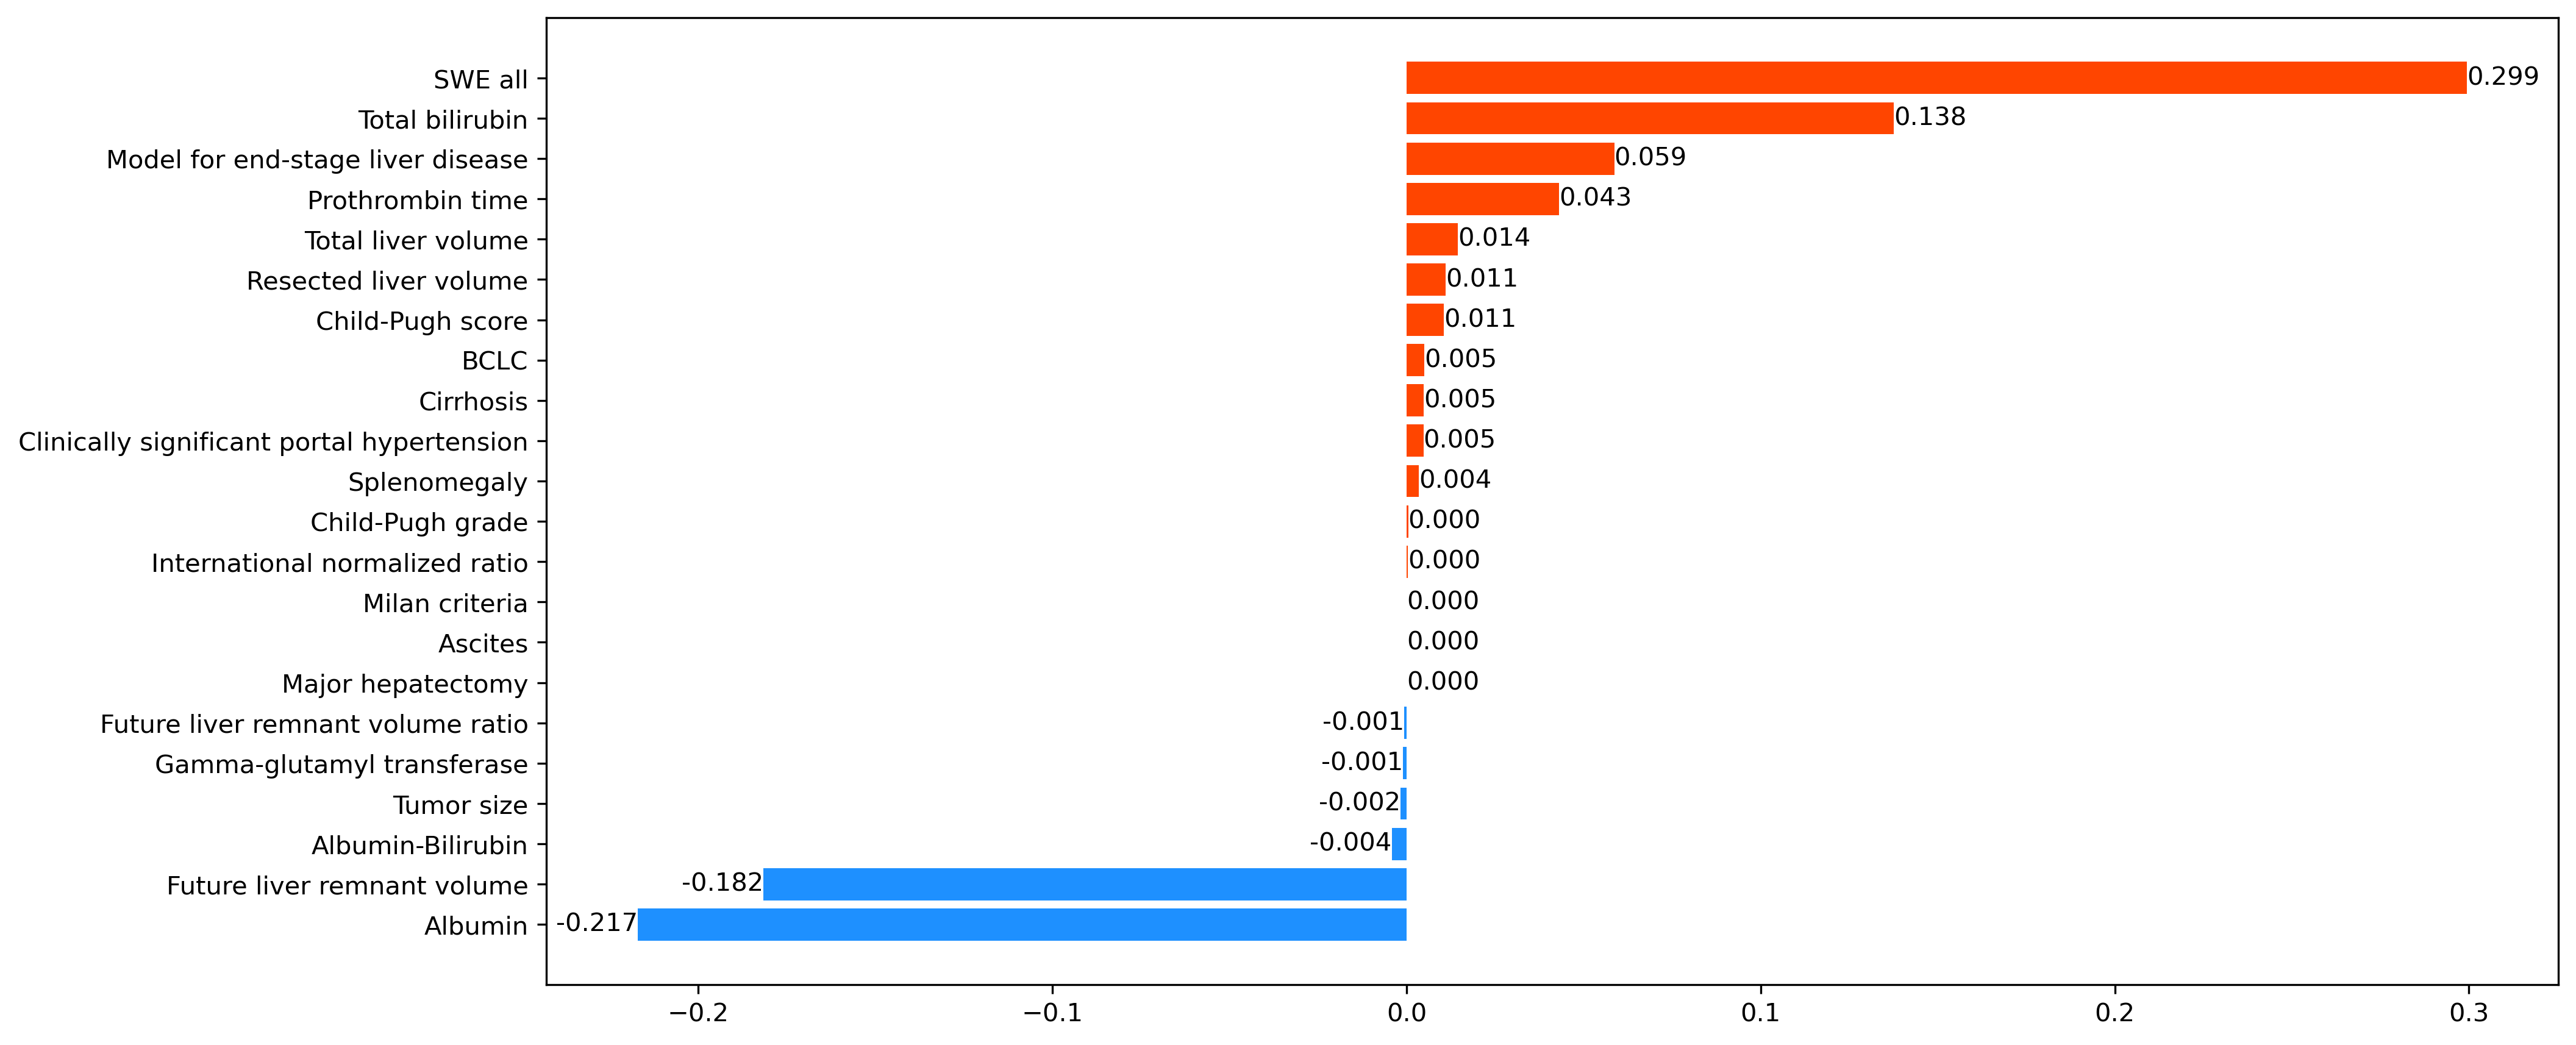 SWE all 0.299
Total bilirubin 0.138
Model for end-stage liver disease 0.059
Prothrombin time 0.043
Total liver volume 0.014
Resected liver volume 0.011
Child-Pugh score 0.011
BCLC 0.005
Cirrhosis 0.005
Clinically significant portal hypertension 0.005
Splenomegaly 0.004
Child-Pugh grade 0.000
International normalized ratio 0.000
Milan criteria 0.000
Ascites 0.000
Major hepatectomy 0.000
Future liver remnant volume ratio -0.001
Gamma-glutamyl transferase -0.001
Tumor size -0.002
Albumin-Bilirubin -0.004
Future liver remnant volume -0.182
Albumin -0.217
−0.2 −0.1 0.0 0.1 0.2 0.3